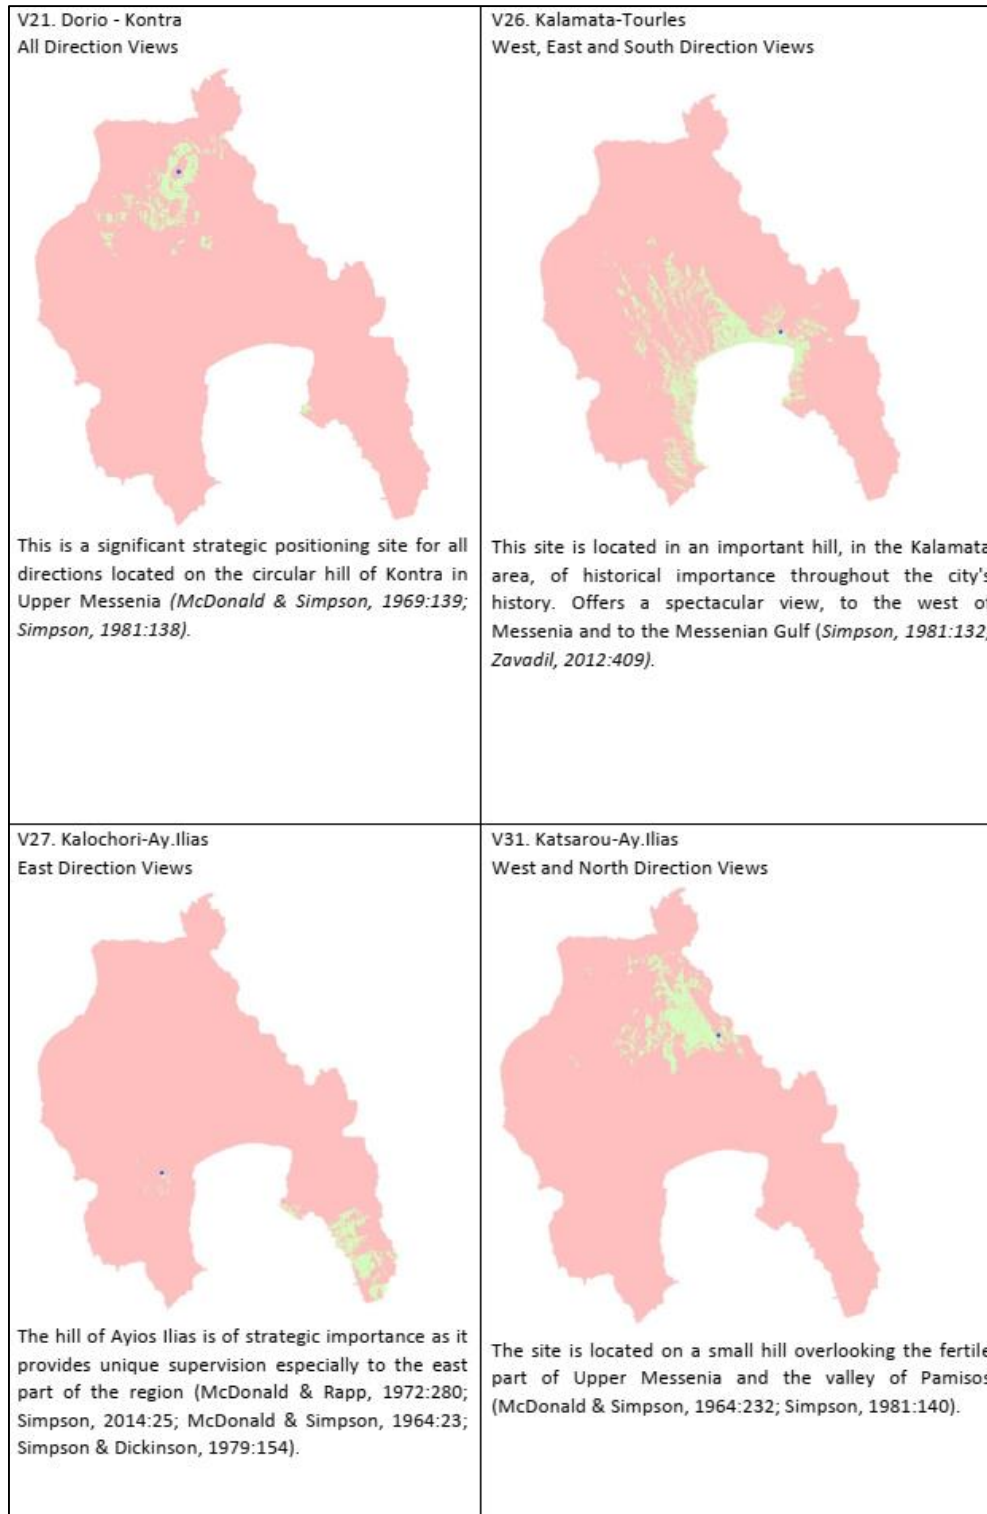 V21. Dorio - Kontra
All Direction Views
This is a significant strategic positioning site for all
directions located on the circular hill of Kontra in
Upper Messenia (McDonald & Simpson, 1969:139;
Simpson, 1981:138).
V26. Kalamata-Tourles
West, East and South Direction Views
This site is located in an important hill, in the Kalamata
area, of historical importance throughout the city's
history. Offers a spectacular view, to the west of
Messenia and to the Messenian Gulf (Simpson, 1981:132;
Zavadil, 2012:409).
V27. Kalochori-Ay.Ilias
East Direction Views
The hill of Ayios Ilias is of strategic importance as it
provides unique supervision especially to the east
part of the region (McDonald & Rapp, 1972:280;
Simpson, 2014:25; McDonald & Simpson, 1964:23;
Simpson & Dickinson, 1979:154).
V31. Katsarou-Ay.Ilias
West and North Direction Views
The site is located on a small hill overlooking the fertile
part of Upper Messenia and the valley of Pamisos
(McDonald & Simpson, 1964:232; Simpson, 1981:140).